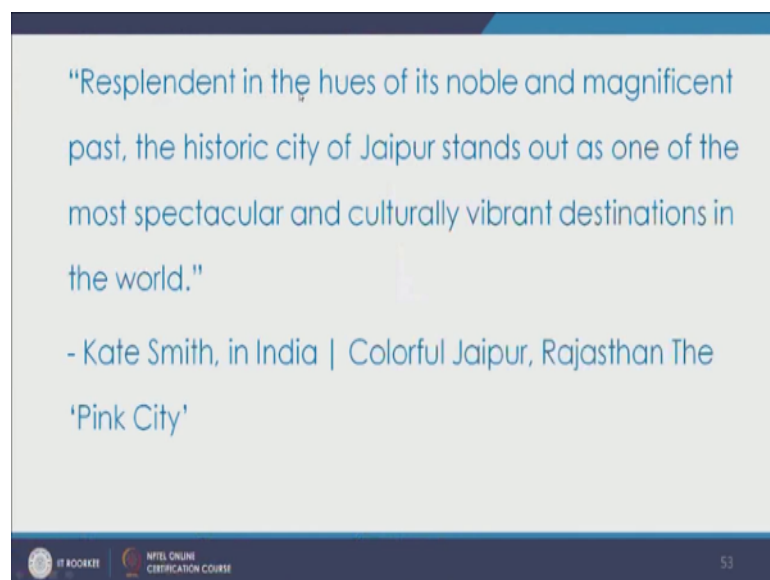 “Resplendent in the hues of its noble and magnificent
past, the historic city of Jaipur stands out as one of the
most spectacular and culturally vibrant destinations in
the world.”
- Kate Smith, in India | Colorful Jaipur, Rajasthan The
‘Pink City’
IT ROORKEE
NPTEL ONLINE
CERTIFICATION COURSE
53